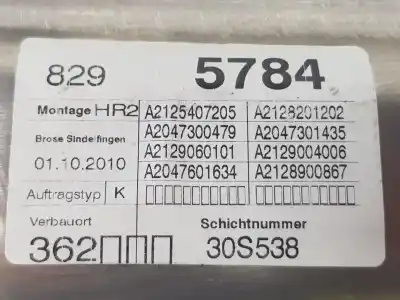 829 5784
Montage HR2 A2125407205 A2128201202
A2047300479 A2047301435
Brose Sindelfingen A2129060101 A2129004006
01.10.2010 A2047601634 A2128900867
Auftragstyp K ▯▯▯▯▯▯▯▯▯▯▯ ▯▯▯▯▯▯▯▯▯▯▯
Verbauort Schichtnummer
362▯▯▯ 30S538